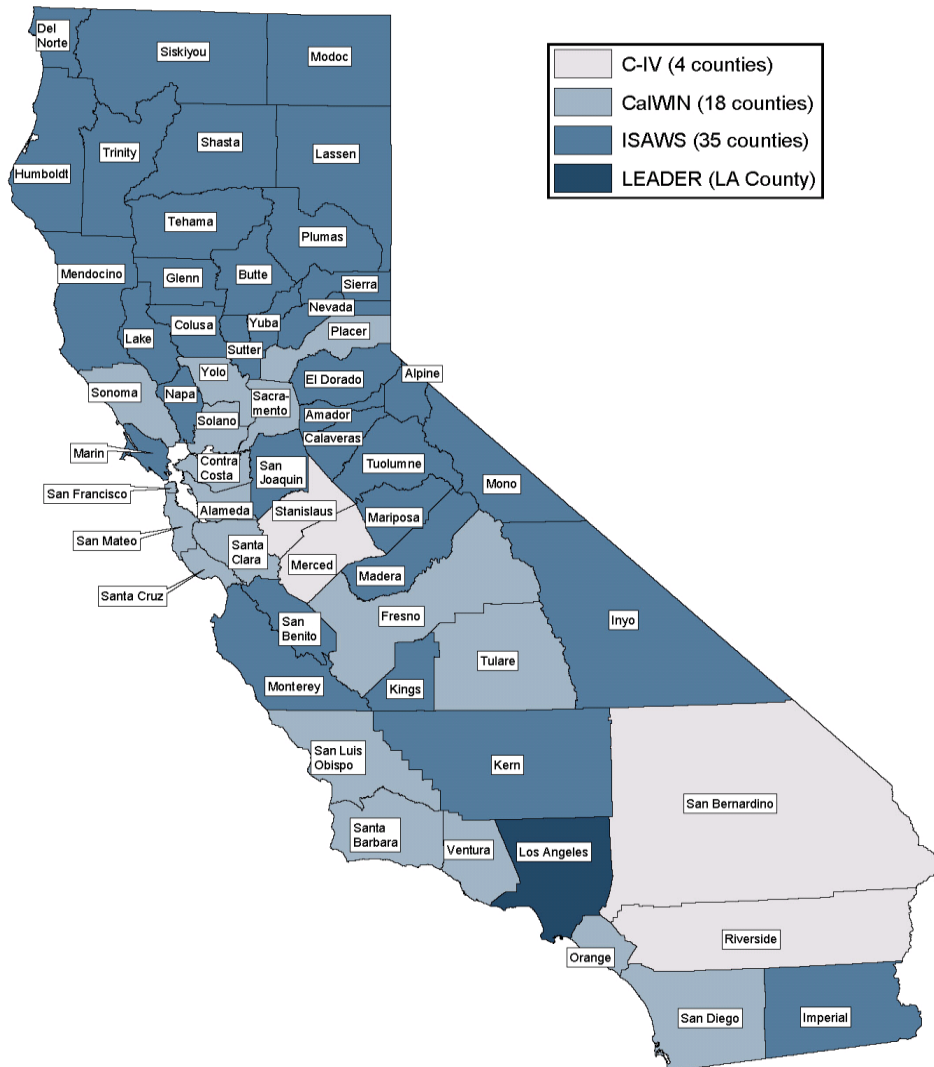 Del
Norte
Siskiyou
Modoc
C-IV (4 counties)
CalWIN (18 counties)
ISAWS (35 counties)
LEADER (LA County)
Humboldt
Trinity
Shasta
Lassen
Tehama
Plumas
Mendocino
Glenn
Butte
Sierra
Nevada
Lake
Colusa
Yuba
Placer
Sutter
Yolo
El Dorado
Alpine
Sonoma
Napa
Sacra-
mento
Solano
Amador
Calaveras
Marin
Contra
Costa
San
Joaquin
Tuolumne
Mono
San Francisco
Alameda
Stanislaus
Mariposa
San Mateo
Santa
Clara
Merced
Madera
Santa Cruz
San
Benito
Fresno
Inyo
Tulare
Monterey
Kings
San Luis
Obispo
Kern
San Bernardino
Santa
Barbara
Ventura
Los Angeles
Riverside
Orange
San Diego
Imperial